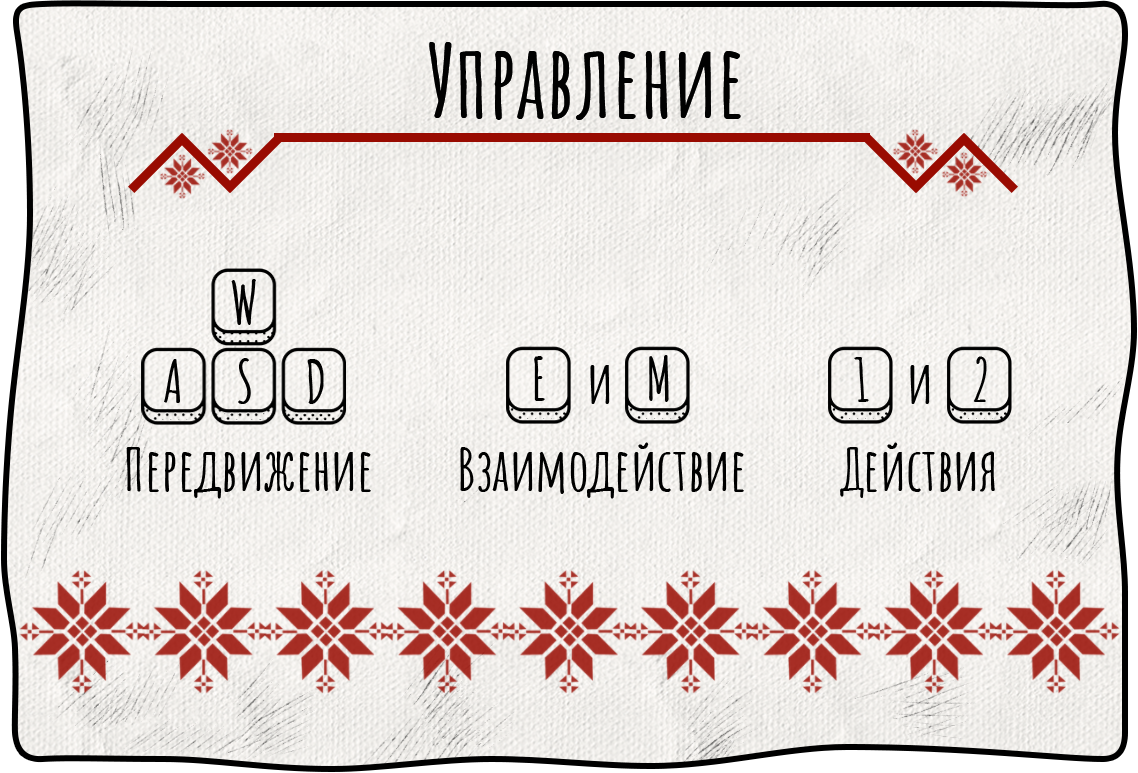 Управление
W
A S D
E и M
1 и 2
Передвижение
Взаимодействие
Действия